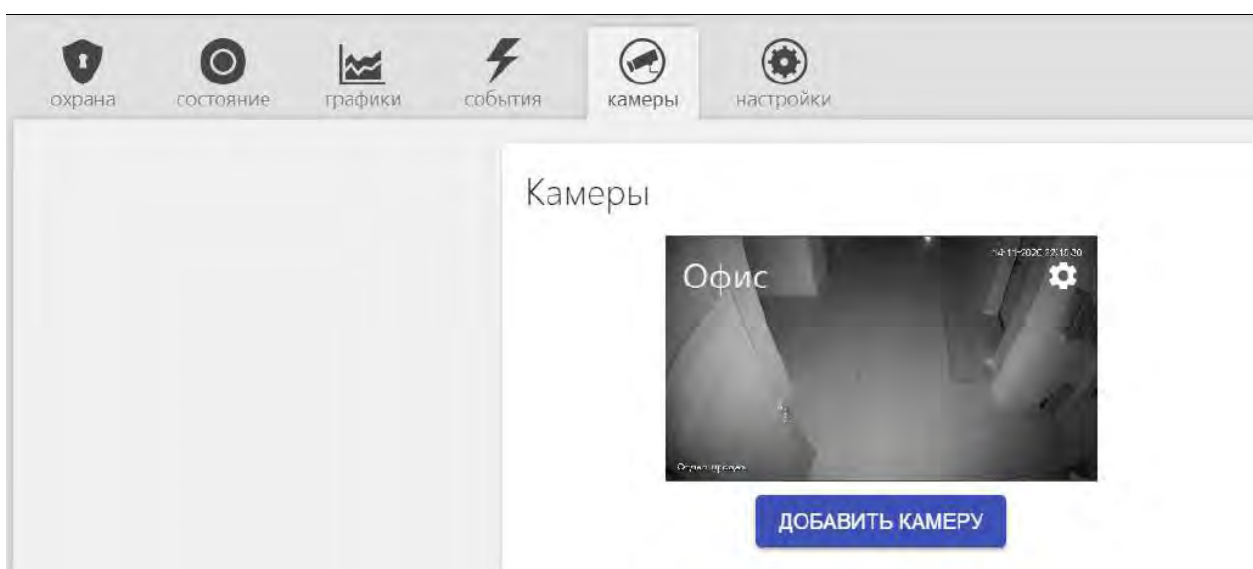 охрана состояние графики события камеры настройки
Камеры
Офис
ДОБАВИТЬ КАМЕРУ